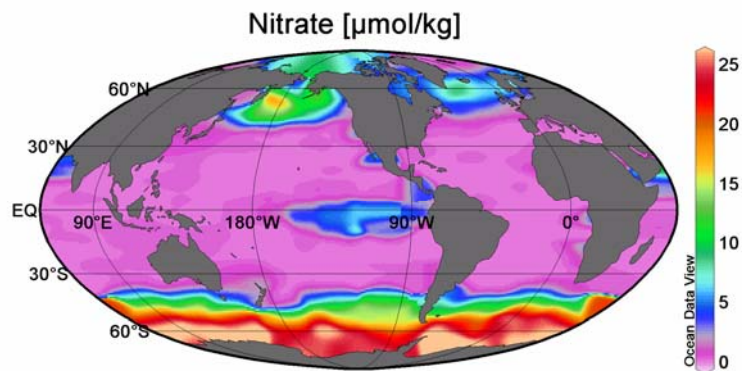 Nitrate [µmol/kg]
60°N
30°N
EQ
90°E
180°W
90°W
0°
30°S
60°S
25
20
15
10
5
0
Ocean Data View